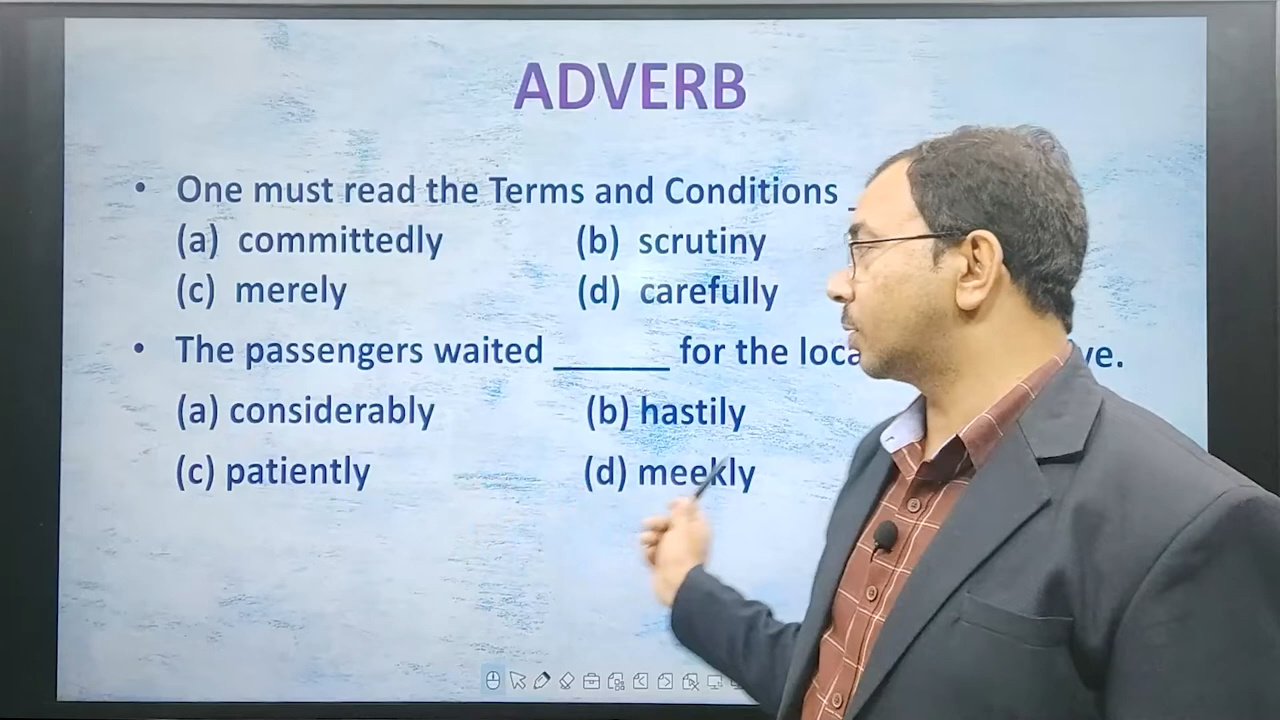 ADVERB
• One must read the Terms and Conditions _
(a) committedly (b) scrutiny
(c) merely (d) carefully
• The passengers waited ______ for the
(a) considerably (b) hastily
(c) patiently (d) meekly